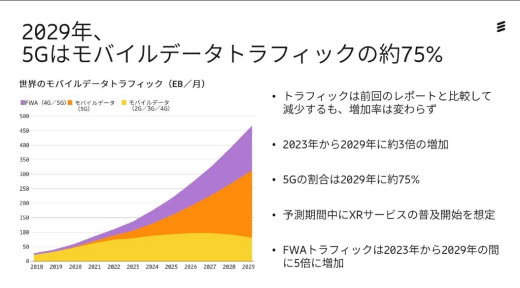 2029年、
5Gはモバイルデータトラフィックの約75%
世界のモバイルデータトラフィック（EB／月）
FWA（4G／5G） モバイルデータ（5G） モバイルデータ（2G／3G／4G）
500
450
400
350
300
250
200
150
100
50
0
2018 2019 2020 2021 2022 2023 2024 2025 2026 2027 2028 2029
• トラフィックは前回のレポートと比較して
減少するも、増加率は変わらず
• 2023年から2029年に約3倍の増加
• 5Gの割合は2029年に約75%
• 予測期間中にXRサービスの普及開始を想定
• FWAトラフィックは2023年から2029年の間
に5倍に増加